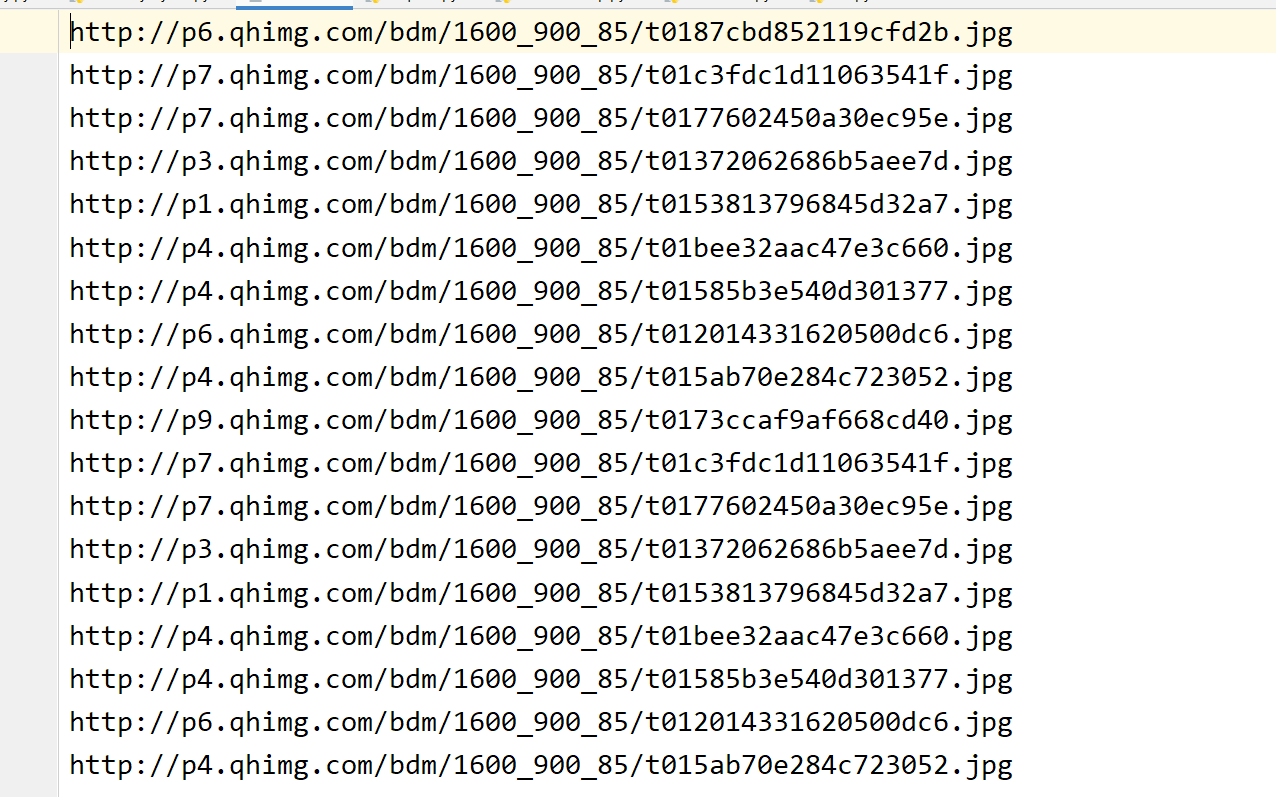 http://p6.qhimg.com/bdm/1600_900_85/t0187cbd852119cfd2b.jpg
http://p7.qhimg.com/bdm/1600_900_85/t01c3fdc1d11063541f.jpg
http://p7.qhimg.com/bdm/1600_900_85/t0177602450a30ec95e.jpg
http://p3.qhimg.com/bdm/1600_900_85/t01372062686b5aee7d.jpg
http://p1.qhimg.com/bdm/1600_900_85/t0153813796845d32a7.jpg
http://p4.qhimg.com/bdm/1600_900_85/t01bee32aac47e3c660.jpg
http://p4.qhimg.com/bdm/1600_900_85/t01585b3e540d301377.jpg
http://p6.qhimg.com/bdm/1600_900_85/t012014331620500dc6.jpg
http://p4.qhimg.com/bdm/1600_900_85/t015ab70e284c723052.jpg
http://p9.qhimg.com/bdm/1600_900_85/t0173ccaf9af668cd40.jpg
http://p7.qhimg.com/bdm/1600_900_85/t01c3fdc1d11063541f.jpg
http://p7.qhimg.com/bdm/1600_900_85/t0177602450a30ec95e.jpg
http://p3.qhimg.com/bdm/1600_900_85/t01372062686b5aee7d.jpg
http://p1.qhimg.com/bdm/1600_900_85/t0153813796845d32a7.jpg
http://p4.qhimg.com/bdm/1600_900_85/t01bee32aac47e3c660.jpg
http://p4.qhimg.com/bdm/1600_900_85/t01585b3e540d301377.jpg
http://p6.qhimg.com/bdm/1600_900_85/t012014331620500dc6.jpg
http://p4.qhimg.com/bdm/1600_900_85/t015ab70e284c723052.jpg